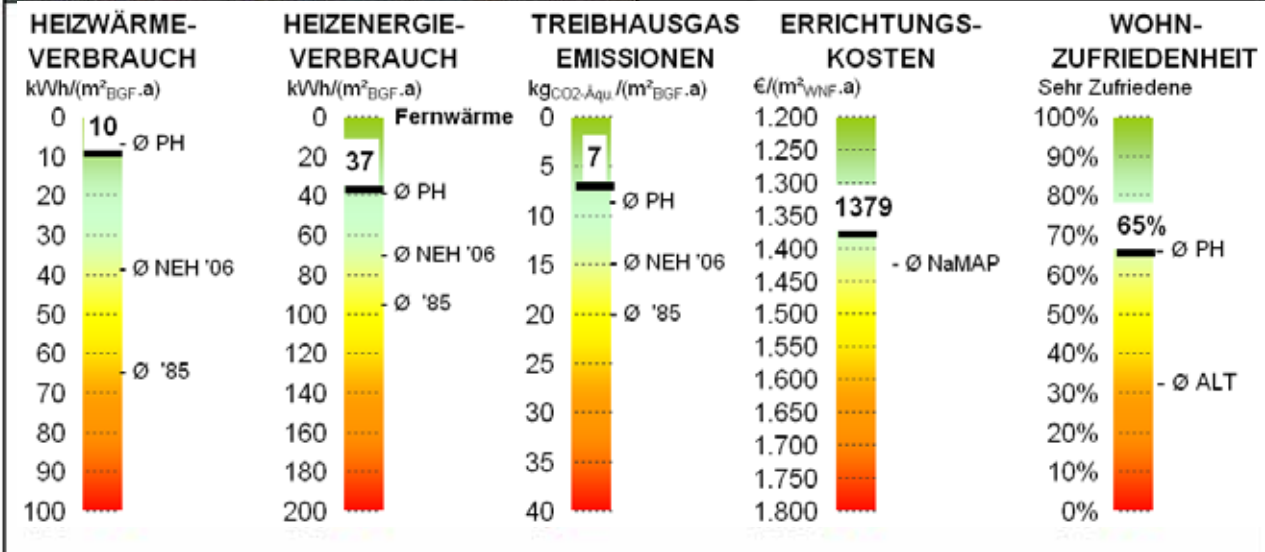 HEIZWÄRME-
VERBRAUCH
kWh/(m²BGF.a)
0
10
20
30
40
50
60
70
80
90
100
10
Ø PH
Ø NEH '06
Ø '85
HEIZENERGIE-
VERBRAUCH
kWh/(m²BGF.a)
0
20
40
60
80
100
120
140
160
180
200
Fernwärme
37
Ø PH
Ø NEH '06
Ø '85
TREIBHAUSGAS
EMISSIONEN
kgCO2-Äqu./(m²BGF.a)
0
5
10
15
20
25
30
35
40
7
Ø PH
Ø NEH '06
Ø '85
ERRICHTUNGS-
KOSTEN
€/(m²WNF.a)
1.200
1.250
1.300
1.350
1.400
1.450
1.500
1.550
1.600
1.650
1.700
1.750
1.800
1379
Ø NaMAP
WOHN-
ZUFRIEDENHEIT
Sehr Zufriedene
100%
90%
80%
70%
60%
50%
40%
30%
20%
10%
0%
65%
Ø PH
Ø ALT